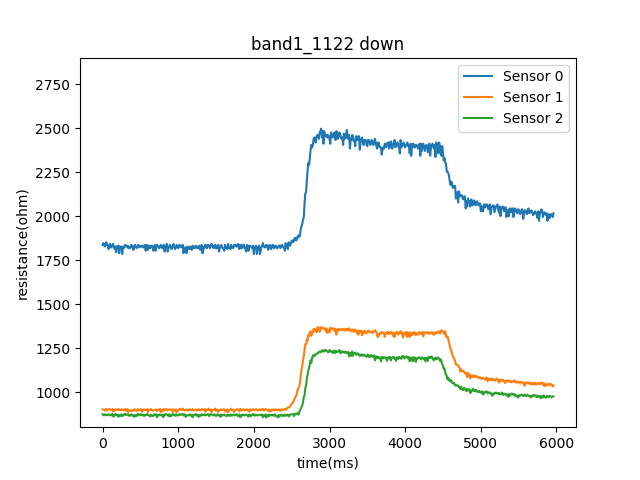 band1_1122 down
resistance(ohm)
2750
2500
2250
2000
1750
1500
1250
1000
Sensor 0
Sensor 1
Sensor 2
0
1000
2000
3000
4000
5000
6000
time(ms)